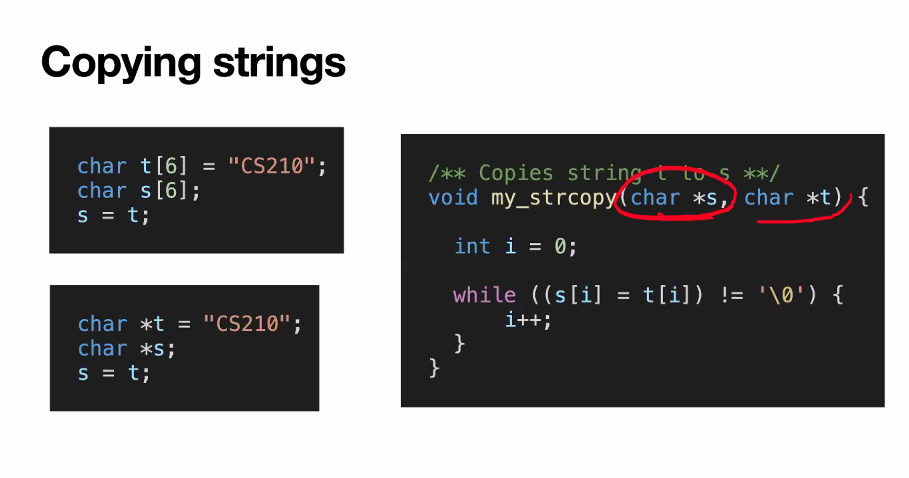 Copying strings
char t[6] = "CS210";
char s[6];
s = t;
char *t = "CS210";
char *s;
s = t;
/** Copies string t to s **/
void my_strcopy(char *s, char *t) {
int i = 0;
while ((s[i] = t[i]) != '\0') {
i++;
}
}